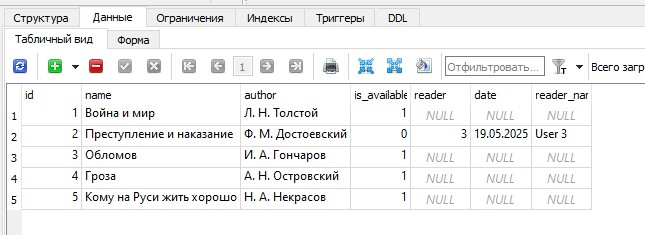 Структура Данные Ограничения Индексы Триггеры DDL
Табличный вид Форма
1 Отфильтровать... Всего загр
id name author is_available reader date reader_nar
1 1 Война и мир Л. Н. Толстой 1 NULL NULL NULL
2 2 Преступление и наказание Ф. М. Достоевский 0 3 19.05.2025 User 3
3 3 Обломов И. А. Гончаров 1 NULL NULL NULL
4 4 Гроза А. Н. Островский 1 NULL NULL NULL
5 5 Кому на Руси жить хорошо Н. А. Некрасов 1 NULL NULL NULL